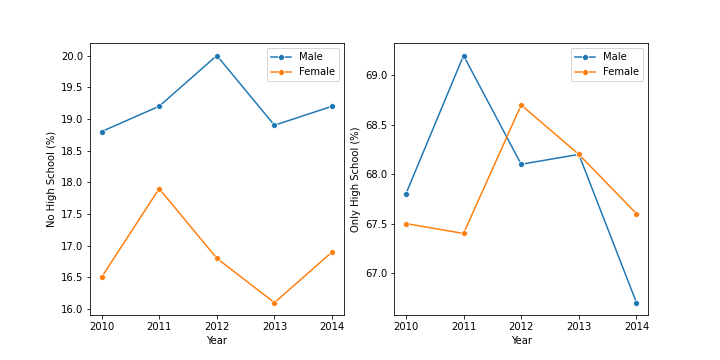 No High School (%)
20.0
19.5
19.0
18.5
18.0
17.5
17.0
16.5
16.0
2010 2011 2012 2013 2014
Year
Male
Female
Only High School (%)
69.0
68.5
68.0
67.5
67.0
2010 2011 2012 2013 2014
Year
Male
Female